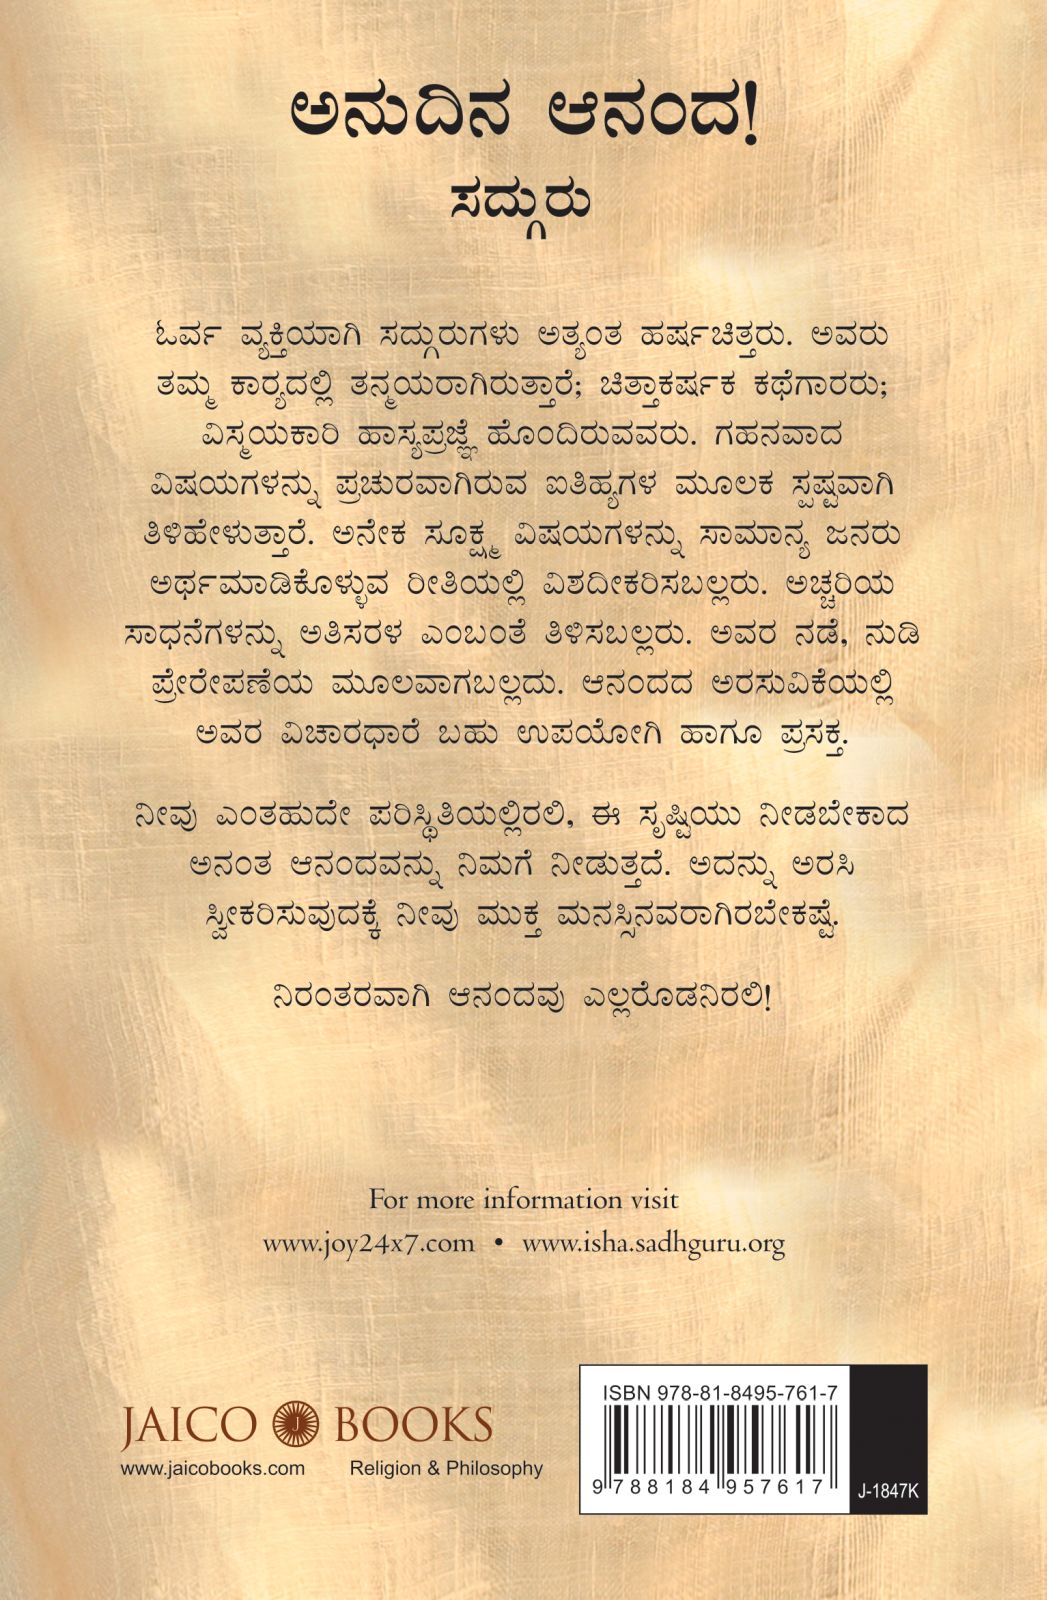 ಅನುದಿನ ಆನಂದ!
ಸದ್ಗುರು
ಓರ್ವ ವ್ಯಕ್ತಿಯಾಗಿ ಸದ್ಗುರುಗಳು ಅತ್ಯಂತ ಹರ್ಷಚಿತ್ತರು. ಅವರು
ತಮ್ಮ ಕಾರ‍್ಯದಲ್ಲಿ ತನ್ಮಯರಾಗಿರುತ್ತಾರೆ; ಚಿತ್ತಾಕರ್ಷಕ ಕಥೆಗಾರರು;
ವಿಸ್ಮಯಕಾರಿ ಹಾಸ್ಯಪ್ರಜ್ಞೆ ಹೊಂದಿರುವವರು. ಗಹನವಾದ
ವಿಷಯಗಳನ್ನು ಪ್ರಚುರವಾಗಿರುವ ಐತಿಹ್ಯಗಳ ಮೂಲಕ ಸ್ಪಷ್ಟವಾಗಿ
ತಿಳಿಹೇಳುತ್ತಾರೆ. ಅನೇಕ ಸೂಕ್ಷ್ಮ ವಿಷಯಗಳನ್ನು ಸಾಮಾನ್ಯ ಜನರು
ಅರ್ಥಮಾಡಿಕೊಳ್ಳುವ ರೀತಿಯಲ್ಲಿ ವಿಶದೀಕರಿಸಬಲ್ಲರು. ಅಚ್ಚರಿಯ
ಸಾಧನೆಗಳನ್ನು ಅತಿಸರಳ ಎಂಬಂತೆ ತಿಳಿಸಬಲ್ಲರು. ಅವರ ನಡೆ, ನುಡಿ
ಪ್ರೇರೇಪಣೆಯ ಮೂಲವಾಗಬಲ್ಲದು. ಆನಂದದ ಅರಸುವಿಕೆಯಲ್ಲಿ
ಅವರ ವಿಚಾರಧಾರೆ ಬಹು ಉಪಯೋಗಿ ಹಾಗೂ ಪ್ರಸಕ್ತ.
ನೀವು ಎಂತಹುದೇ ಪರಿಸ್ಥಿತಿಯಲ್ಲಿರಲಿ, ಈ ಸೃಷ್ಟಿಯು ನೀಡಬೇಕಾದ
ಅನಂತ ಆನಂದವನ್ನು ನಿಮಗೆ ನೀಡುತ್ತದೆ. ಅದನ್ನು ಅರಸಿ
ಸ್ವೀಕರಿಸುವುದಕ್ಕೆ ನೀವು ಮುಕ್ತ ಮನಸ್ಸಿನವರಾಗಿರಬೇಕಷ್ಟೆ.
ನಿರಂತರವಾಗಿ ಆನಂದವು ಎಲ್ಲರೊಡನಿರಲಿ!
For more information visit
www.joy24x7.com • www.isha.sadhguru.org
JAICO J BOOKS
www.jaicobooks.com Religion & Philosophy
ISBN 978-81-8495-761-7
9 788184 957617
J-1847K